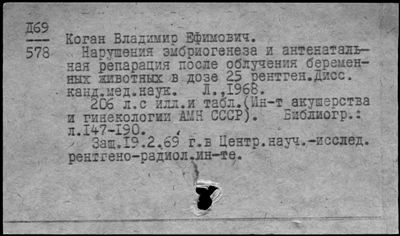 Д69
578
Коган Владимир Ефимович.
Нарушения эмбриогенеза и антенаталь-
ная репарация после облучения беремен-
ных животных в дозе 25 рентген.Дисс.
канд.мед.наук. Л.,1968.
206 л.с илл.и табл.(Ин-т акушерства
и гинекологии АМН СССР). Библиогр.:
л.147-190.
Защ.19.2.69 г.в Центр.науч.-исслед.
рентгено-радиол.ин-те.